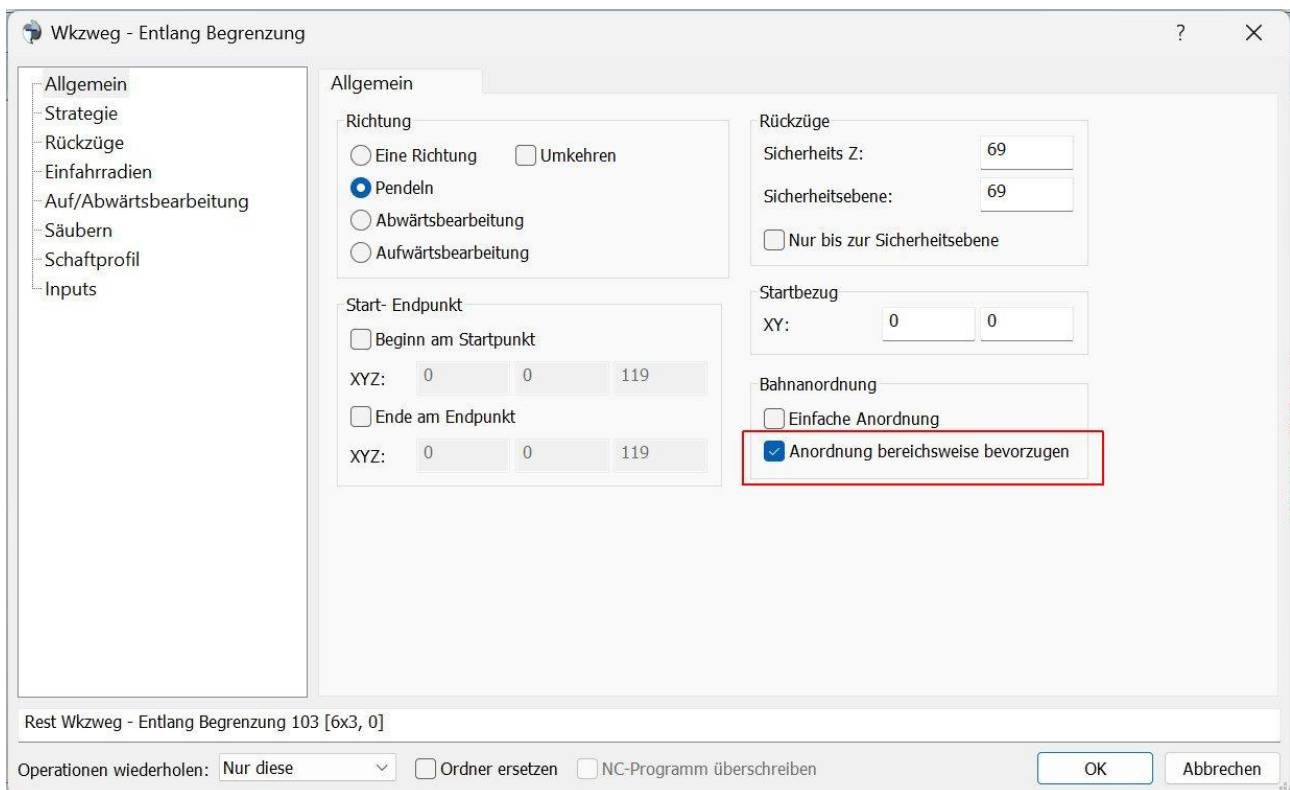 Wkzweg - Entlang Begrenzung
?
Allgemein
Strategie
Rückzüge
Einfahrradien
Auf/Abwärtsbearbeitung
Säubern
Schaftprofil
Inputs
Allgemein
Richtung
Eine Richtung Umkehren
Pendeln
Abwärtsbearbeitung
Aufwärtsbearbeitung
Start- Endpunkt
Beginn am Startpunkt
XYZ: 0 0 119
Ende am Endpunkt
XYZ: 0 0 119
Rückzüge
Sicherheits Z: 69
Sicherheitsebene: 69
Nur bis zur Sicherheitsebene
Startbezug
XY: 0 0
Bahnanordnung
Einfache Anordnung
Anordnung bereichsweise bevorzugen
Rest Wkzweg - Entlang Begrenzung 103 [6x3, 0]
Operationen wiederholen: Nur diese Ordner ersetzen NC-Programm überschreiben OK Abbrechen